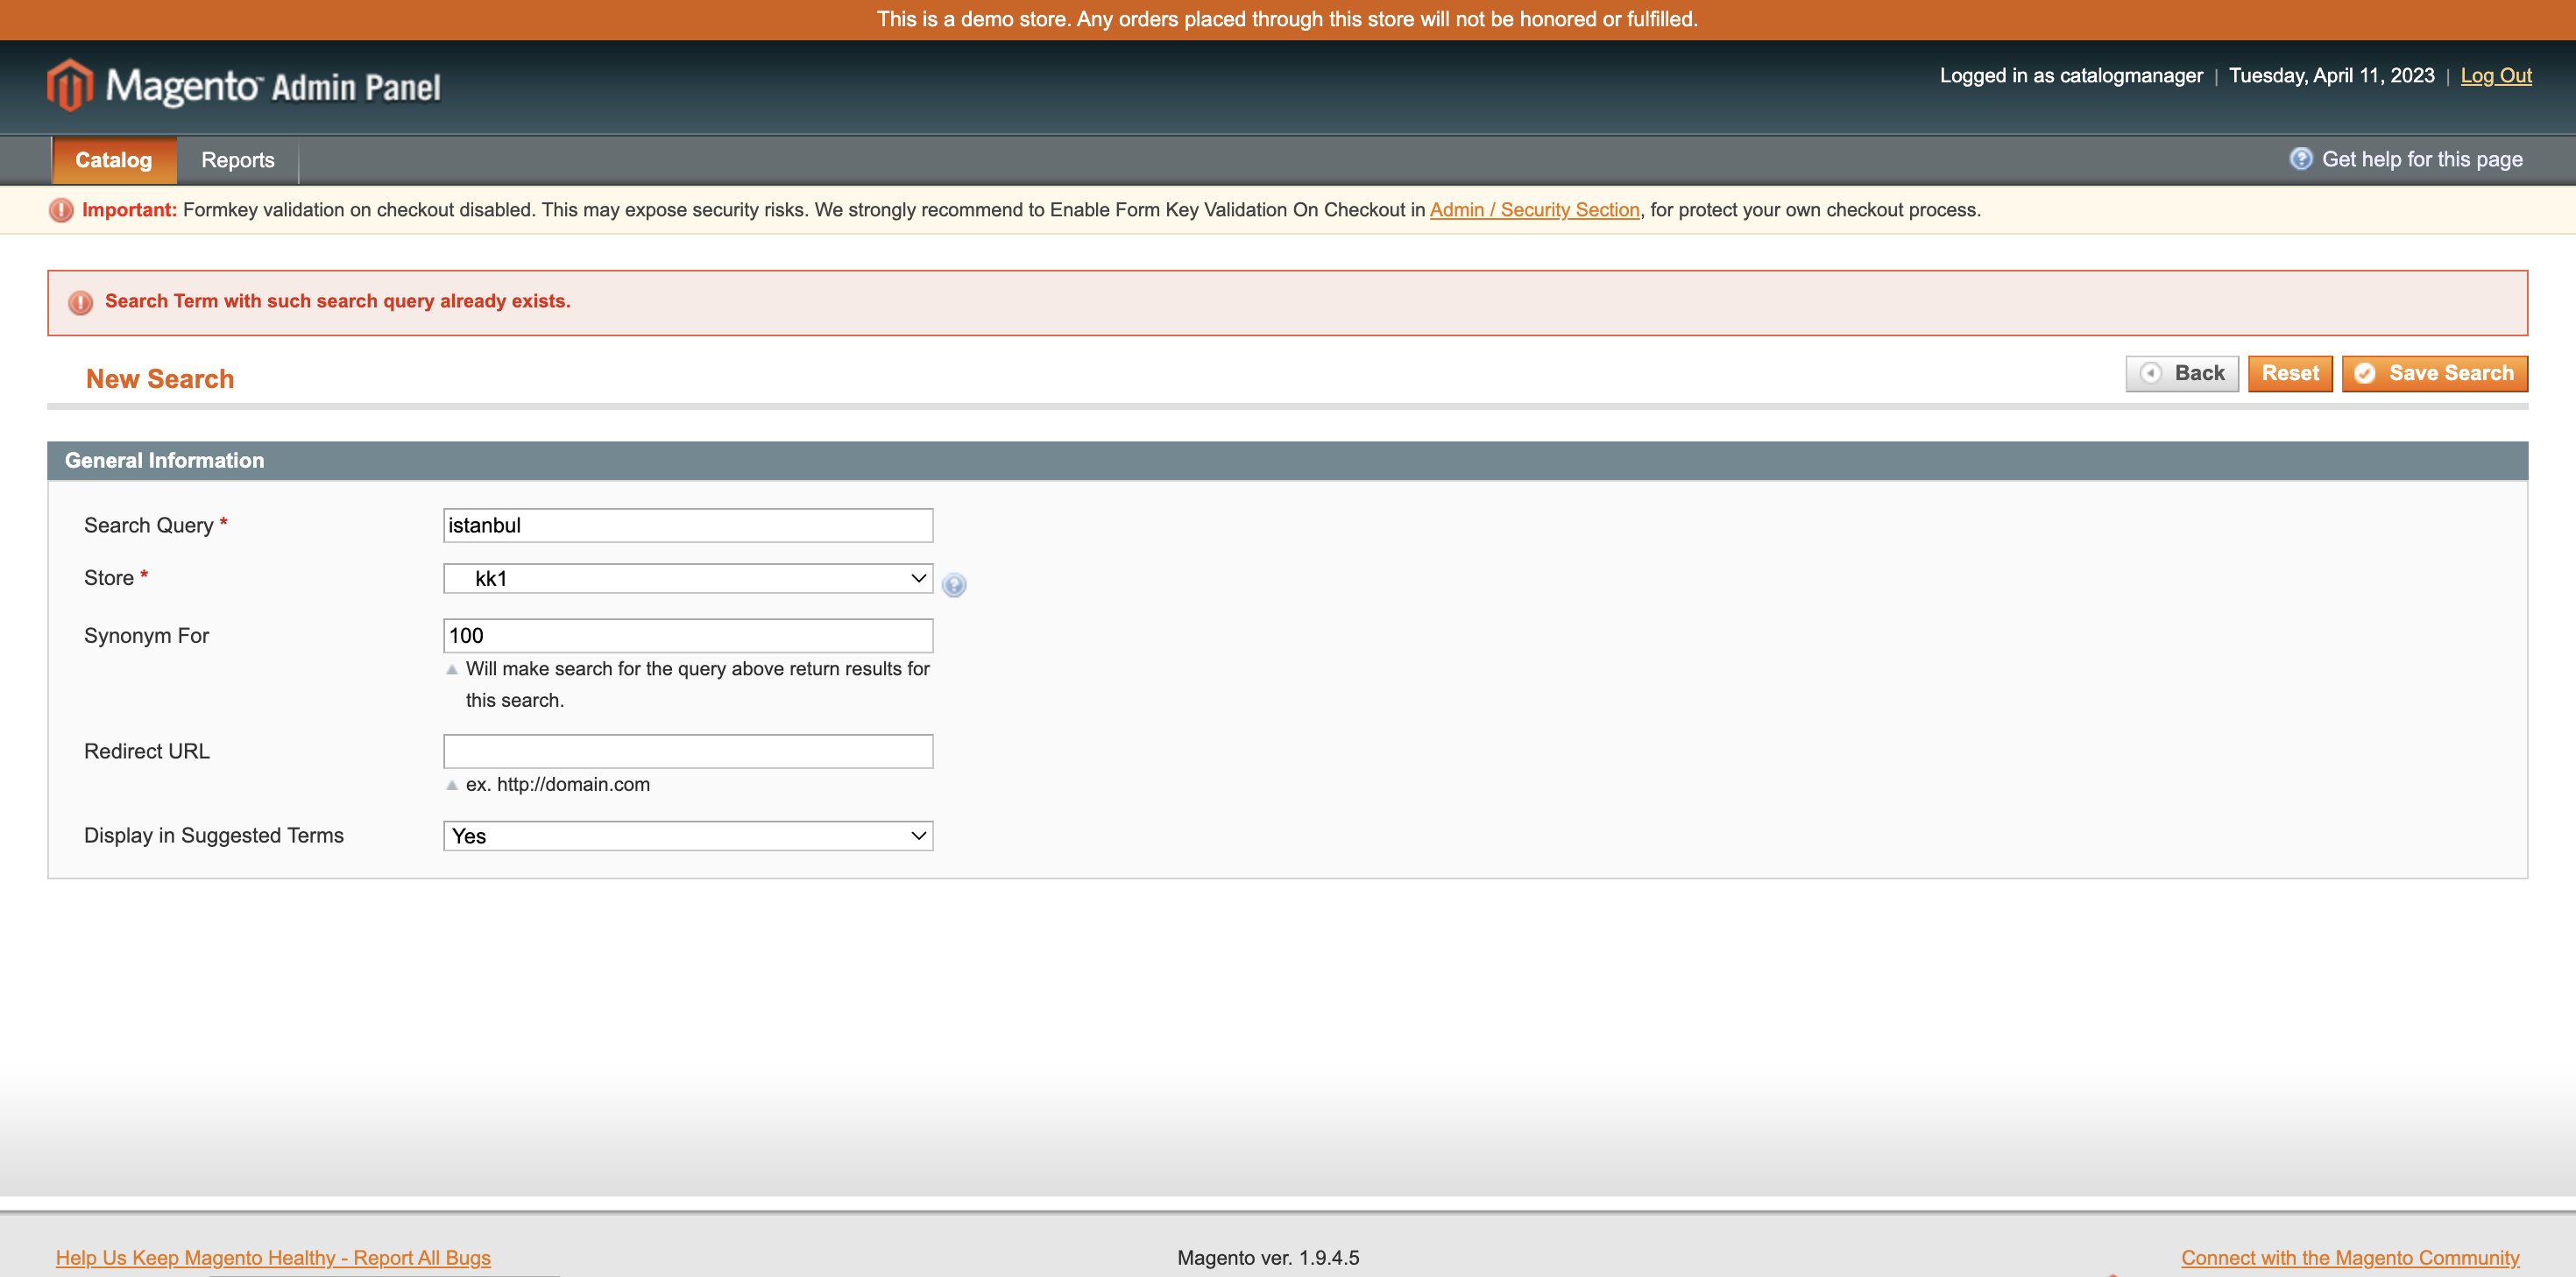 This is a demo store. Any orders placed through this store will not be honored or fulfilled.
Magento™ Admin Panel
Logged in as catalogmanager | Tuesday, April 11, 2023 | Log Out
Catalog Reports
Get help for this page
Important: Formkey validation on checkout disabled. This may expose security risks. We strongly recommend to Enable Form Key Validation On Checkout in Admin / Security Section, for protect your own checkout process.
Search Term with such search query already exists.
New Search
Back Reset Save Search
General Information
Search Query * istanbul
Store * kk1
Synonym For 100
Will make search for the query above return results for
this search.
Redirect URL
ex. http://domain.com
Display in Suggested Terms Yes
Help Us Keep Magento Healthy - Report All Bugs
Magento ver. 1.9.4.5
Connect with the Magento Community